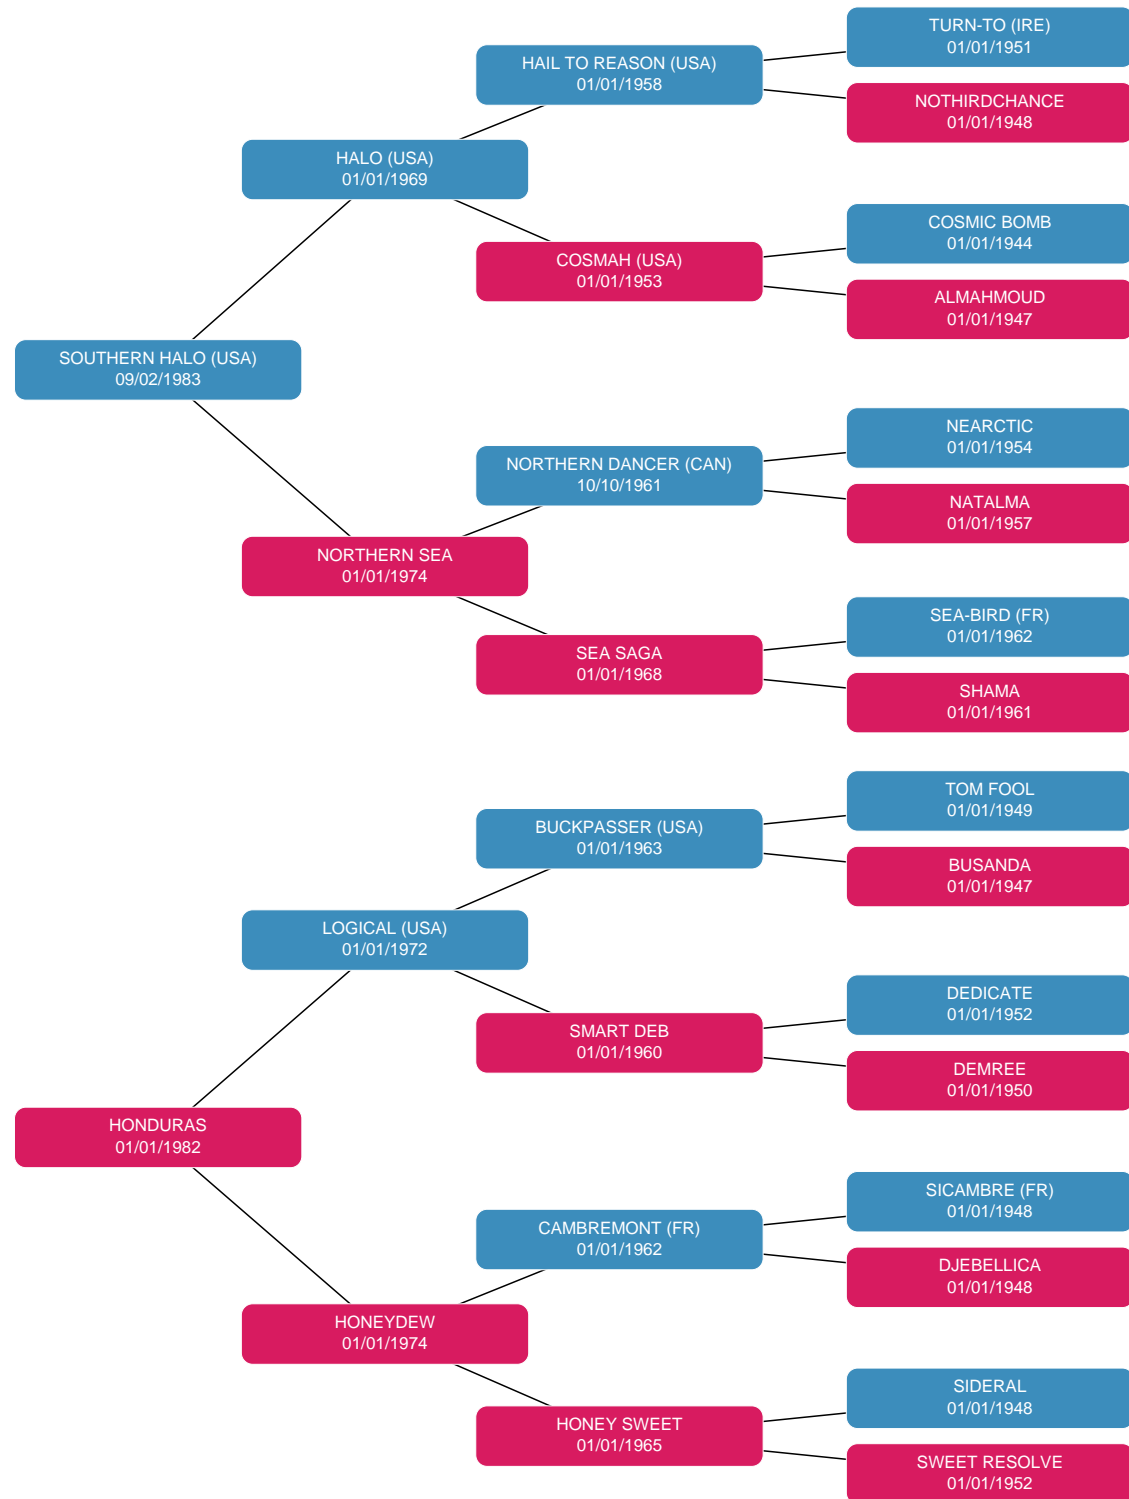 TURN-TO (IRE)
01/01/1951
HAIL TO REASON (USA)
01/01/1958
NOTHIRDCHANCE
01/01/1948
HALO (USA)
01/01/1969
COSMIC BOMB
01/01/1944
COSMAH (USA)
01/01/1953
ALMAHMOUD
01/01/1947
SOUTHERN HALO (USA)
09/02/1983
NEARCTIC
01/01/1954
NORTHERN DANCER (CAN)
10/10/1961
NATALMA
01/01/1957
NORTHERN SEA
01/01/1974
SEA-BIRD (FR)
01/01/1962
SEA SAGA
01/01/1968
SHAMA
01/01/1961
TOM FOOL
01/01/1949
BUCKPASSER (USA)
01/01/1963
BUSANDA
01/01/1947
LOGICAL (USA)
01/01/1972
DEDICATE
01/01/1952
SMART DEB
01/01/1960
DEMREE
01/01/1950
HONDURAS
01/01/1982
SICAMBRE (FR)
01/01/1948
CAMBREMONT (FR)
01/01/1962
DJEBELLICA
01/01/1948
HONEYDEW
01/01/1974
SIDERAL
01/01/1948
HONEY SWEET
01/01/1965
SWEET RESOLVE
01/01/1952